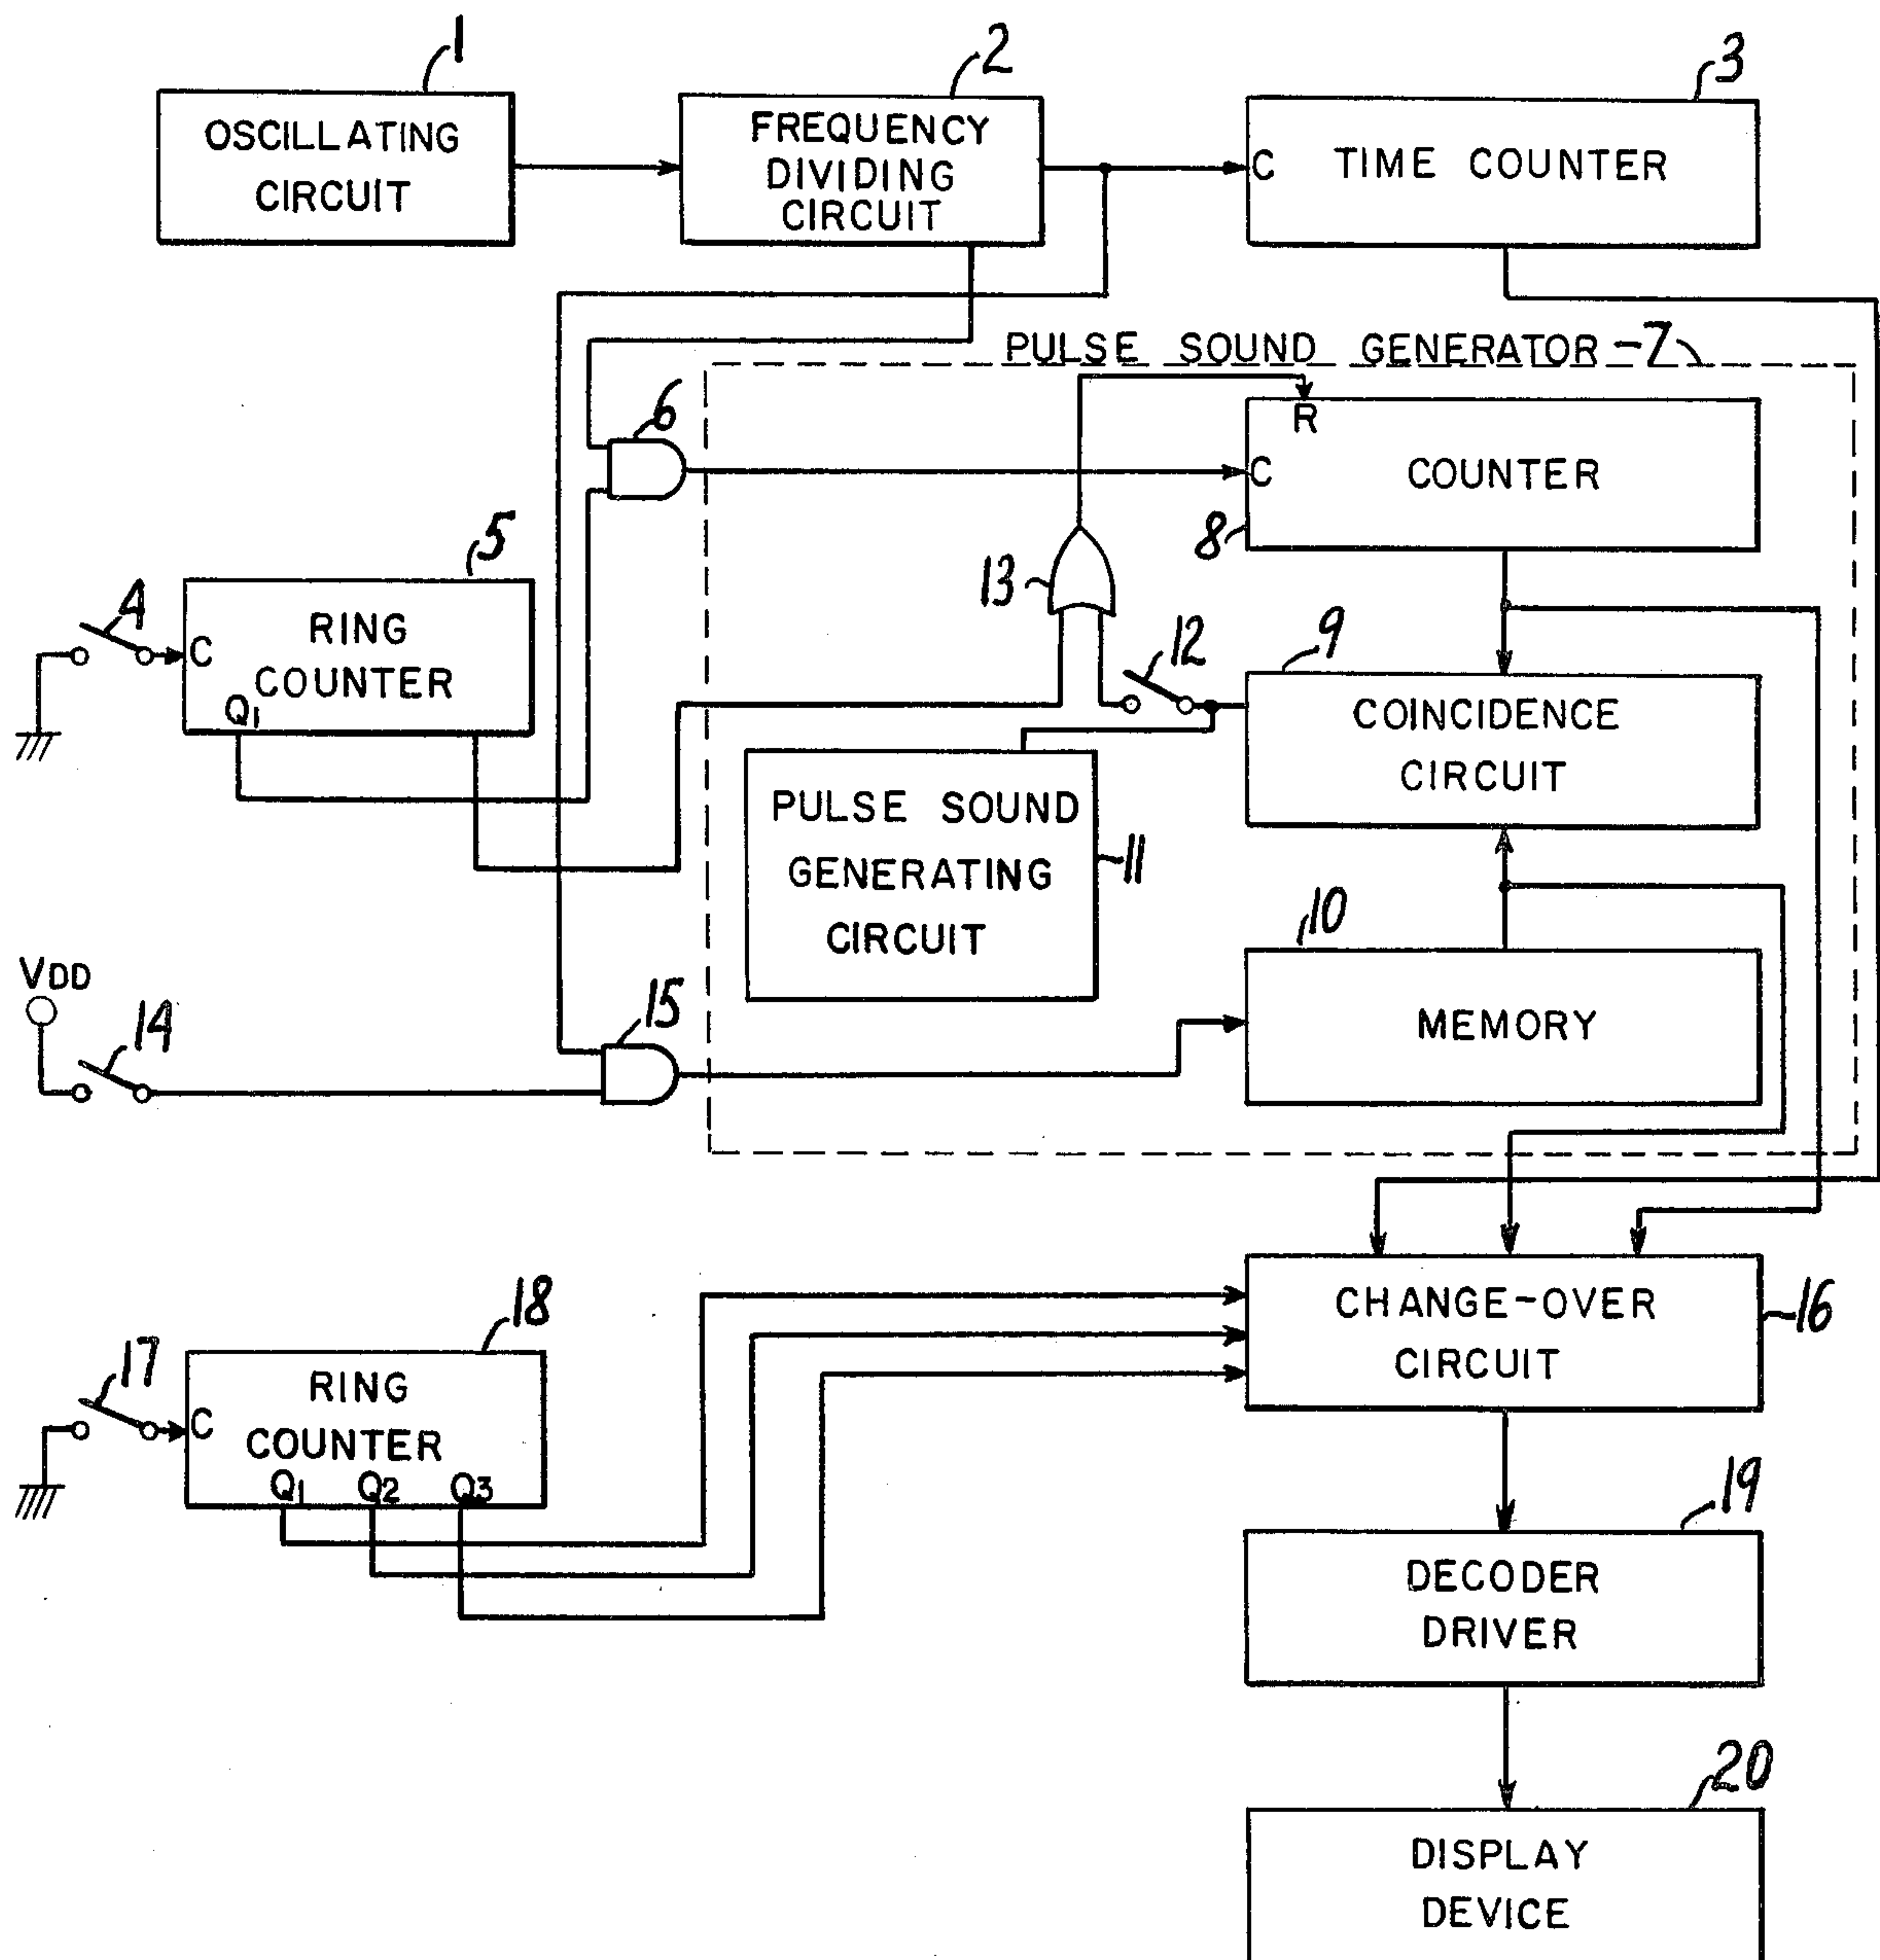 1
2
3
OSCILLATING
CIRCUIT
FREQUENCY
DIVIDING
CIRCUIT
C
TIME COUNTER
PULSE SOUND GENERATOR
7
6
R
C
COUNTER
8
5
4
C
RING
COUNTER
Q1
13
12
9
COINCIDENCE
CIRCUIT
PULSE SOUND
GENERATING
CIRCUIT
11
10
MEMORY
VDD
14
15
CHANGE-OVER
CIRCUIT
16
18
17
C
RING
COUNTER
Q1 Q2 Q3
19
DECODER
DRIVER
20
DISPLAY
DEVICE